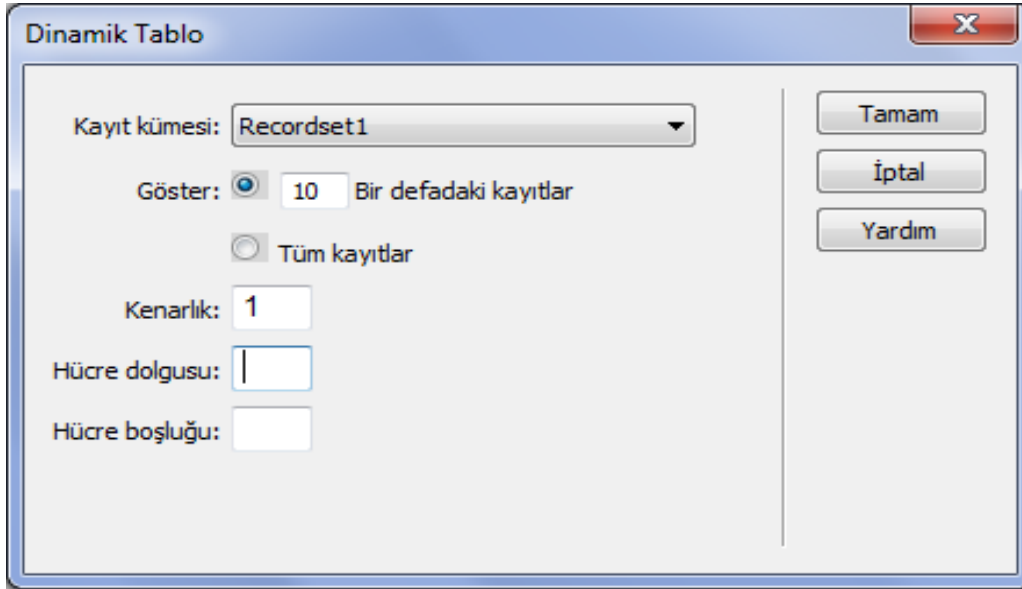 Dinamik Tablo
Kayıt kümesi: Recordset1
Göster: 10 Bir defadaki kayıtlar
Tüm kayıtlar
Kenarlık: 1
Hücre dolgusu:
Hücre boşluğu:
Tamam
İptal
Yardım